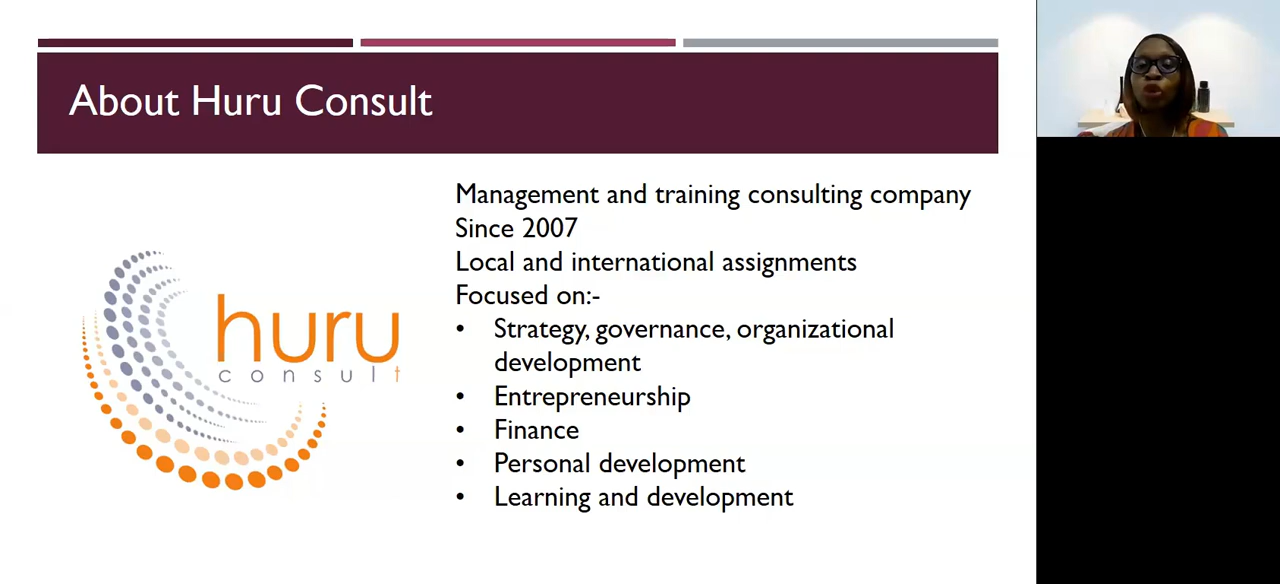 About Huru Consult
huru
consult
Management and training consulting company
Since 2007
Local and international assignments
Focused on:-
• Strategy, governance, organizational
development
• Entrepreneurship
• Finance
• Personal development
• Learning and development